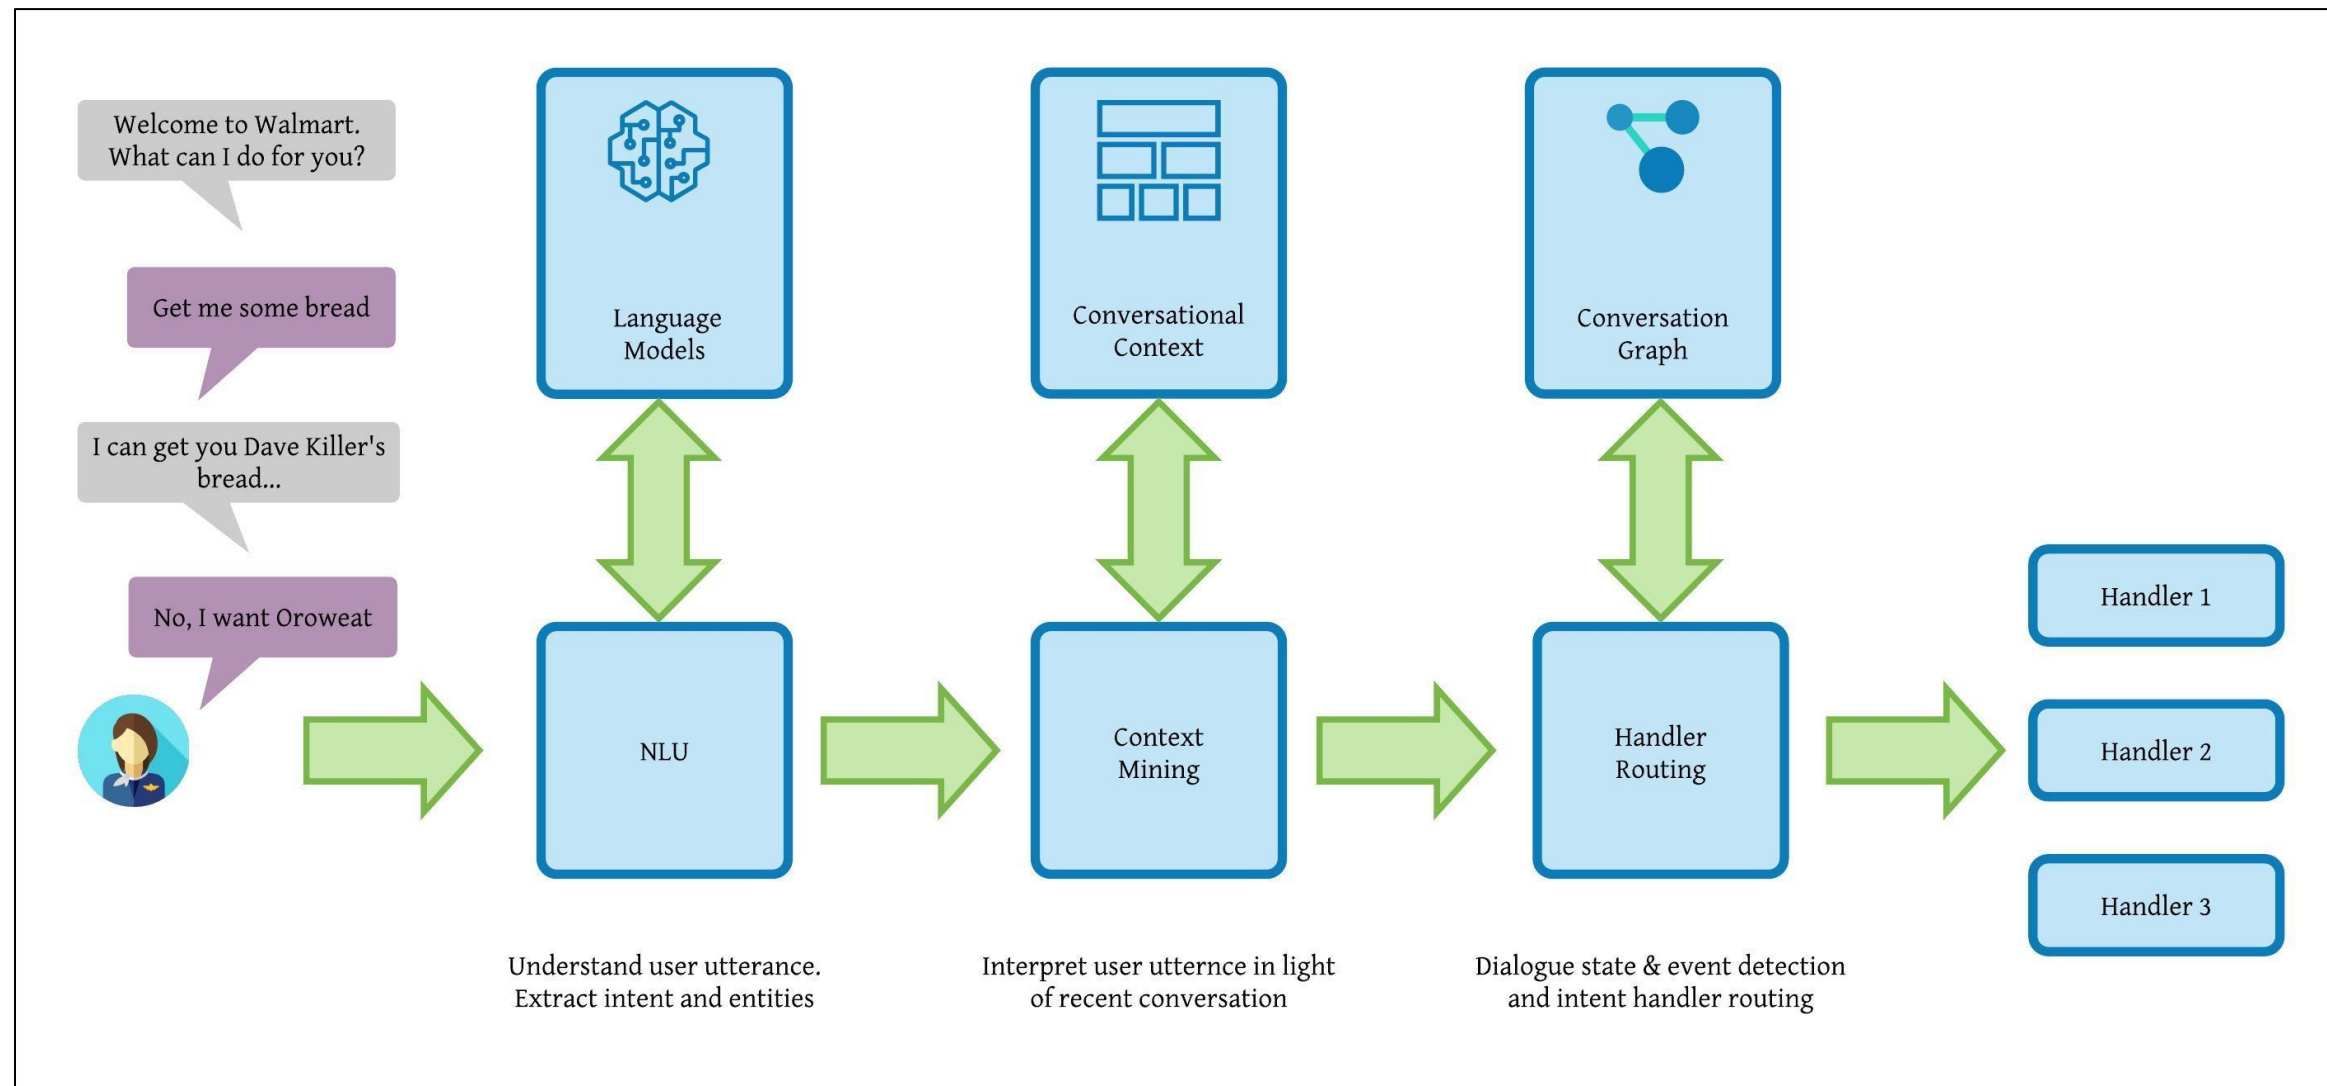 Welcome to Walmart.
What can I do for you?
Get me some bread
I can get you Dave Killer's
bread...
No, I want Oroweat
Language
Models
Conversational
Context
Conversation
Graph
NLU
Context
Mining
Handler
Routing
Handler 1
Handler 2
Handler 3
Understand user utterance.
Extract intent and entities
Interpret user utternce in light
of recent conversation
Dialogue state & event detection
and intent handler routing